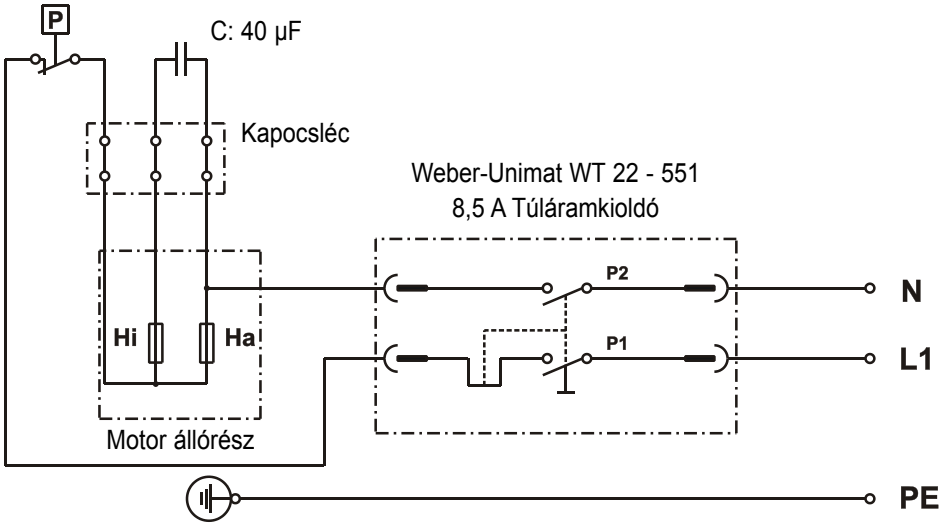 P
C: 40 µF
Kapocsléc
Weber-Unimat WT 22 - 551
8,5 A Túláramkioldó
P2
N
Hi
Ha
P1
L1
Motor állórész
PE